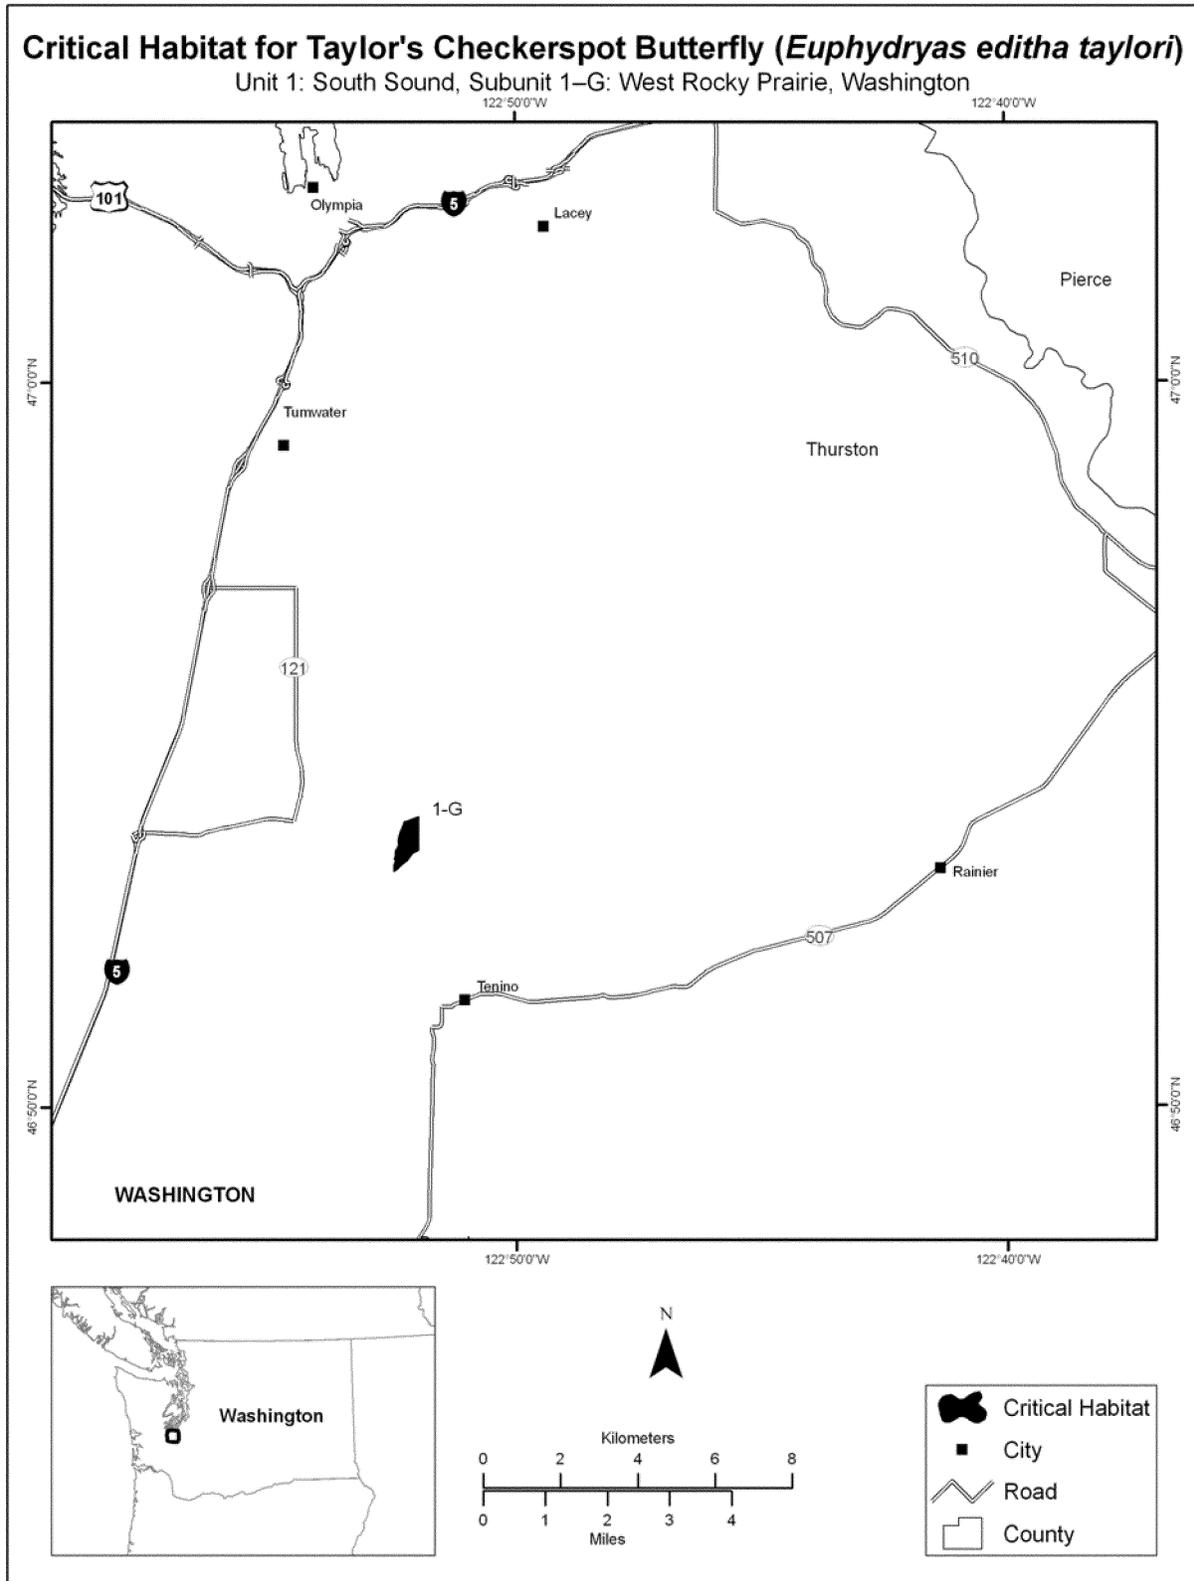 Critical Habitat for Taylor's Checkerspot Butterfly (Euphydryas editha taylori)
Unit 1: South Sound, Subunit 1–G: West Rocky Prairie, Washington
122°50'0"W
122°40'0"W
101
Olympia
5
Lacey
Pierce
510
47°0'0"N
47°0'0"N
Tumwater
Thurston
121
1-G
Rainier
507
5
Tenino
46°50'0"N
46°50'0"N
WASHINGTON
122°50'0"W
122°40'0"W
Washington
N
Kilometers
0 2 4 6 8
0 1 2 3 4
Miles
Critical Habitat
City
Road
County